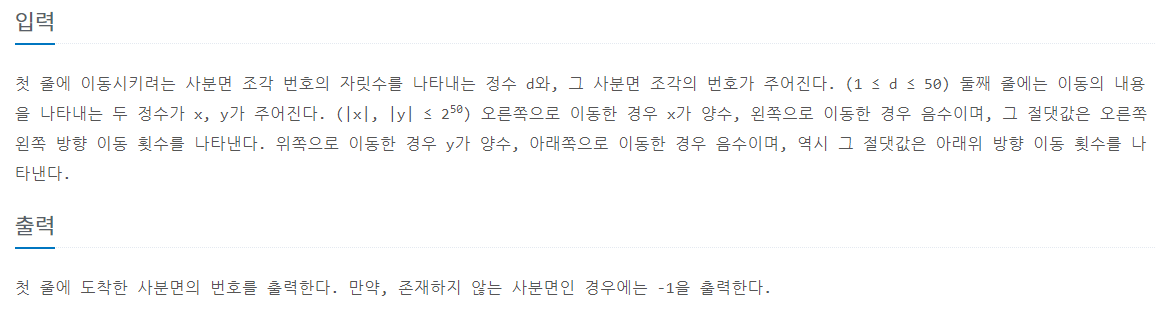 입력
첫 줄에 이동시키려는 사분면 조각 번호의 자릿수를 나타내는 정수 d와, 그 사분면 조각의 번호가 주어진다. (1 ≤ d ≤ 50) 둘째 줄에는 이동의 내용
을 나타내는 두 정수가 x, y가 주어진다. (|x|, |y| ≤ 2⁵⁰) 오른쪽으로 이동한 경우 x가 양수, 왼쪽으로 이동한 경우 음수이며, 그 절댓값은 오른쪽
왼쪽 방향 이동 횟수를 나타낸다. 위쪽으로 이동한 경우 y가 양수, 아래쪽으로 이동한 경우 음수이며, 역시 그 절댓값은 아래위 방향 이동 횟수를 나
타낸다.
출력
첫 줄에 도착한 사분면의 번호를 출력한다. 만약, 존재하지 않는 사분면인 경우에는 -1을 출력한다.